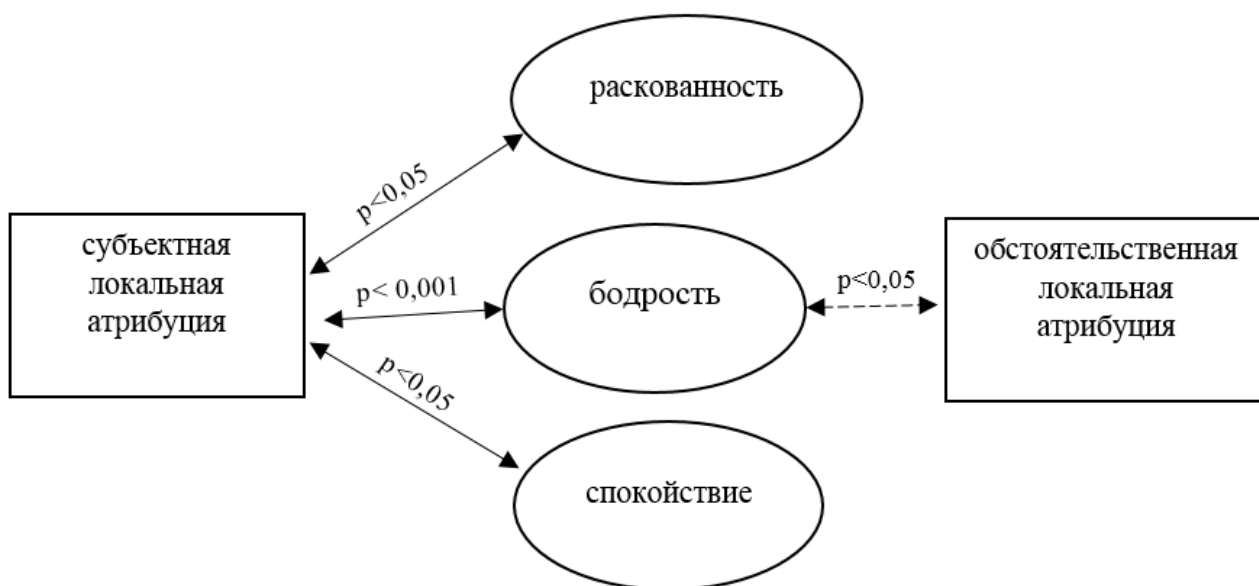 раскованность
p<0,05
субъектная
локальная
атрибуция
p< 0,001
бодрость
p<0,05
обстоятельственная
локальная
атрибуция
p<0,05
спокойствие